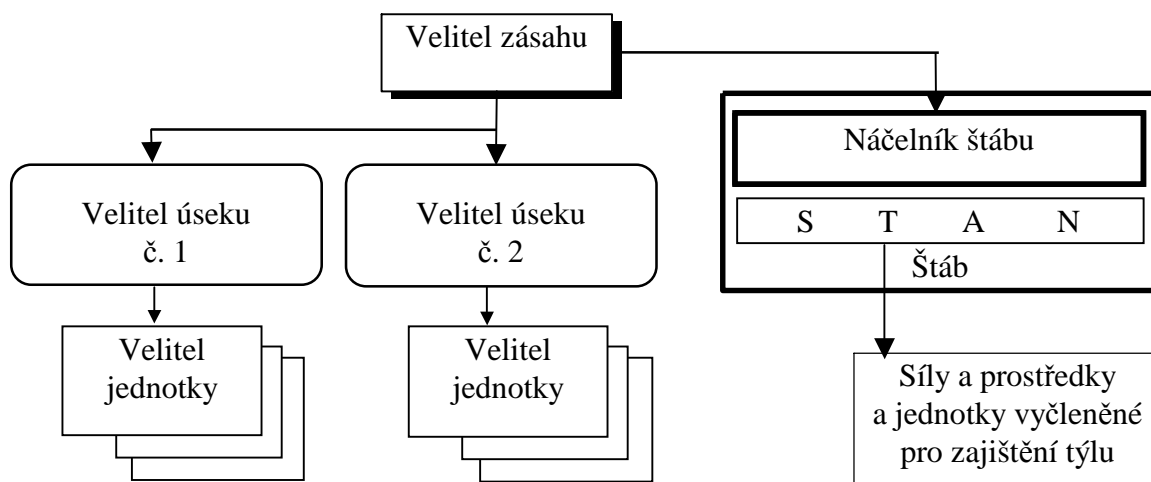 Velitel zásahu
Náčelník štábu
Velitel úseku
č. 1
Velitel úseku
č. 2
S T A N
Štáb
Velitel
jednotky
Velitel
jednotky
Síly a prostředky
a jednotky vyčleněné
pro zajištění týlu